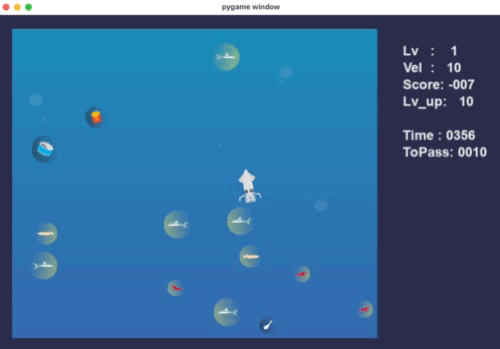 pygame window
Lv : 1
Vel : 10
Score: -007
Lv_up: 10
Time : 0356
ToPass: 0010